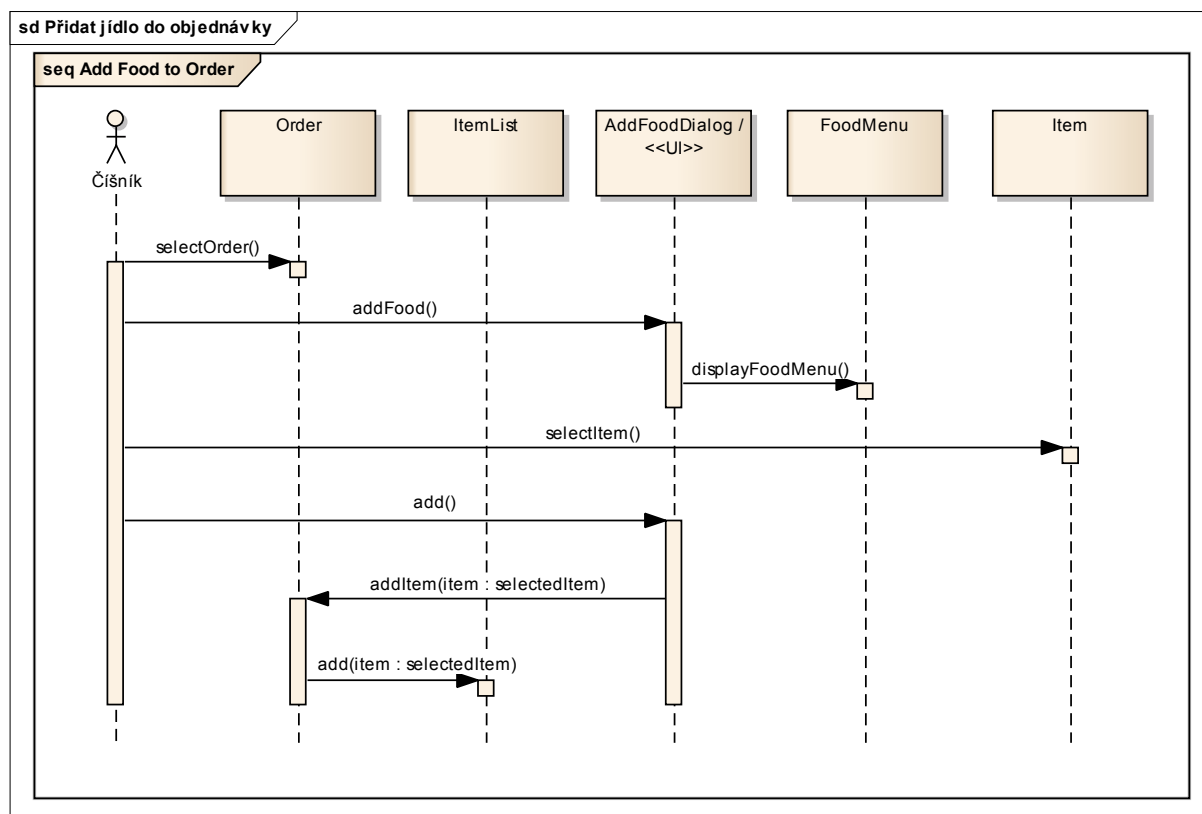 sd Přidat jídlo do objednávky
seq Add Food to Order
Číšník
Order
ItemList
AddFoodDialog /
<<UI>>
FoodMenu
Item
selectOrder()
addFood()
displayFoodMenu()
selectItem()
add()
addItem(item : selectedItem)
add(item : selectedItem)